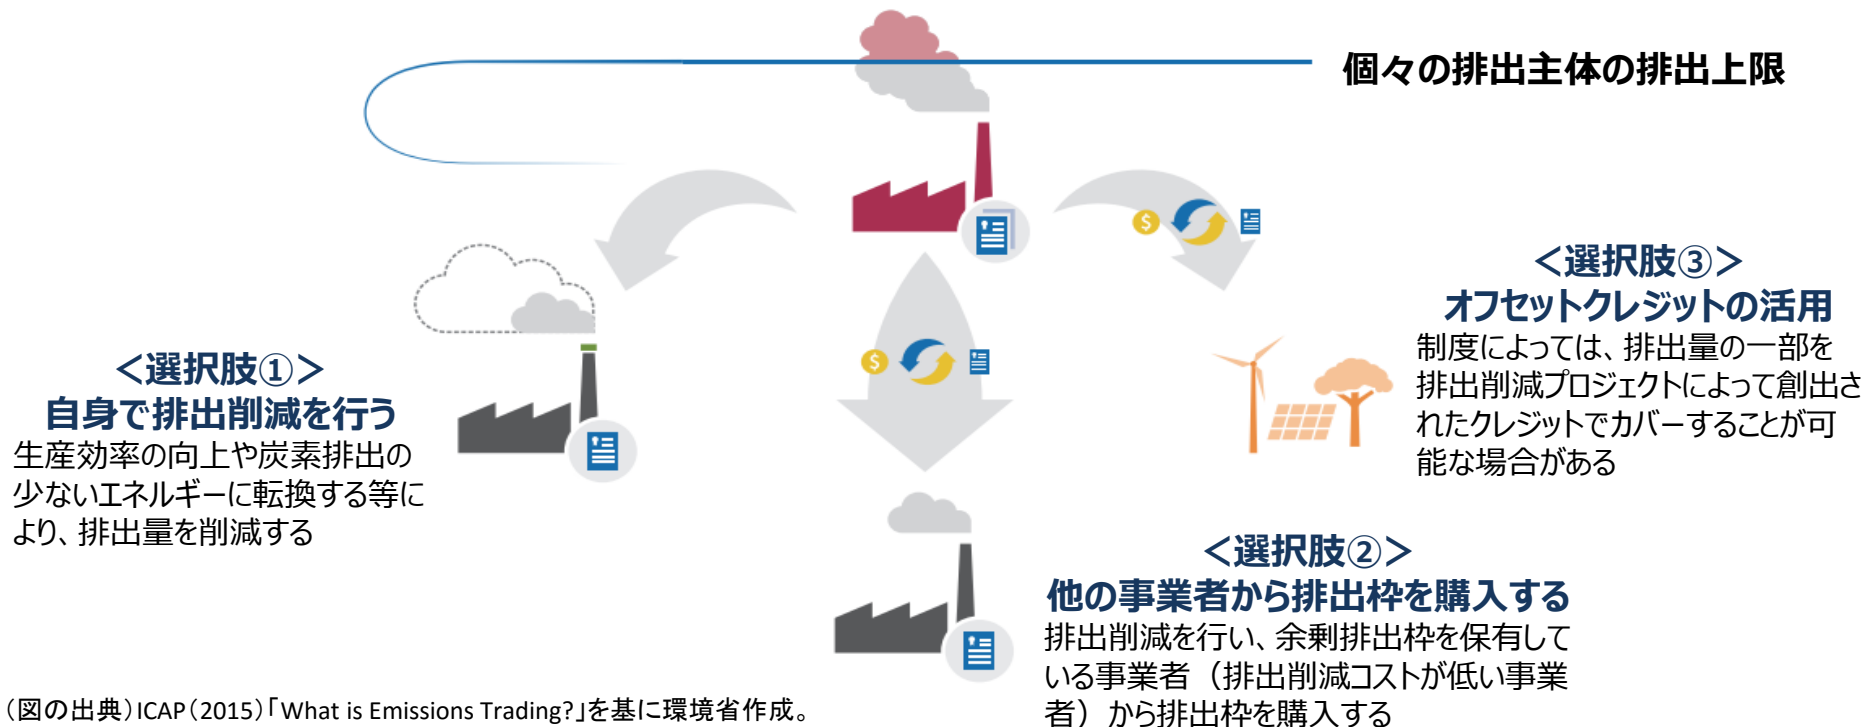 個々の排出主体の排出上限
＜選択肢①＞
自身で排出削減を行う
生産効率の向上や炭素排出の
少ないエネルギーに転換する等に
より、排出量を削減する
＜選択肢③＞
オフセットクレジットの活用
制度によっては、排出量の一部を
排出削減プロジェクトによって創出さ
れたクレジットでカバーすることが可
能な場合がある
＜選択肢②＞
他の事業者から排出枠を購入する
排出削減を行い、余剰排出枠を保有して
いる事業者（排出削減コストが低い事業
者）から排出枠を購入する
$
$
（図の出典）ICAP（2015）「What is Emissions Trading?」を基に環境省作成。